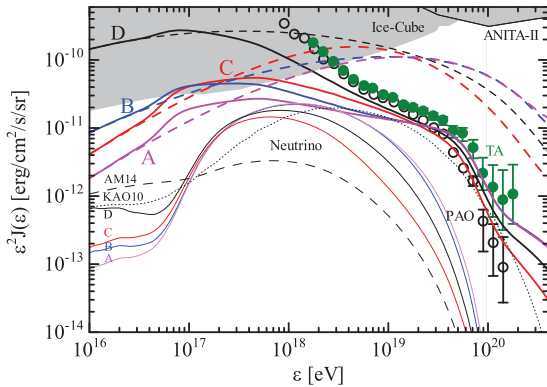 D
Ice-Cube
ANITA-II
10⁻¹⁰
C
B
10⁻¹¹
A
Neutrino
TA
AM14
10⁻¹²
KAO10
D
PAO
C
B
A
10⁻¹³
10⁻¹⁴
10¹⁶ 10¹⁷ 10¹⁸ 10¹⁹ 10²⁰
ε [eV]
ε²J(ε) [erg/cm²/s/sr]